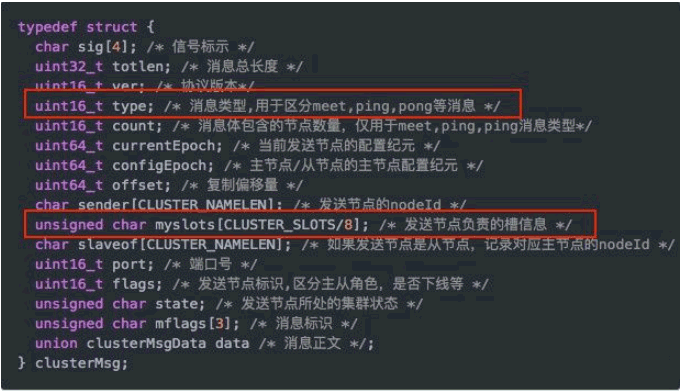 typedef struct {
char sig[4]; /* 信号标示 */
uint32_t totlen; /* 消息总长度 */
uint16_t ver; /* 协议版本*/
uint16_t type; /* 消息类型,用于区分meet,ping,pong等消息 */
uint16_t count; /* 消息体包含的节点数量，仅用于meet,ping,ping消息类型*/
uint64_t currentEpoch; /* 当前发送节点的配置纪元 */
uint64_t configEpoch; /* 主节点/从节点的主节点配置纪元 */
uint64_t offset; /* 复制偏移量 */
char sender[CLUSTER_NAMELEN]; /* 发送节点的nodeId */
unsigned char myslots[CLUSTER_SLOTS/8]; /* 发送节点负责的槽信息 */
char slaveof[CLUSTER_NAMELEN]; /* 如果发送节点是从节点，记录对应主节点的nodeId */
uint16_t port; /* 端口号 */
uint16_t flags; /* 发送节点标识,区分主从角色，是否下线等 */
unsigned char state; /* 发送节点所处的集群状态 */
unsigned char mflags[3]; /* 消息标识 */
union clusterMsgData data /* 消息正文 */;
} clusterMsg;